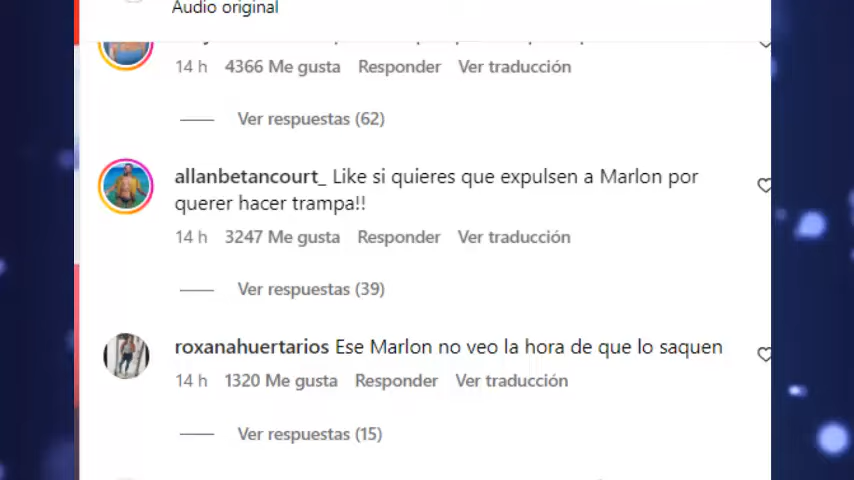 Audio original
14 h 4366 Me gusta Responder Ver traducción
Ver respuestas (62)
allanbetancourt_ Like si quieres que expulsen a Marlon por
querer hacer trampa!!
14 h 3247 Me gusta Responder Ver traducción
Ver respuestas (39)
roxanahuertarios Ese Marlon no veo la hora de que lo saquen
14 h 1320 Me gusta Responder Ver traducción
Ver respuestas (15)